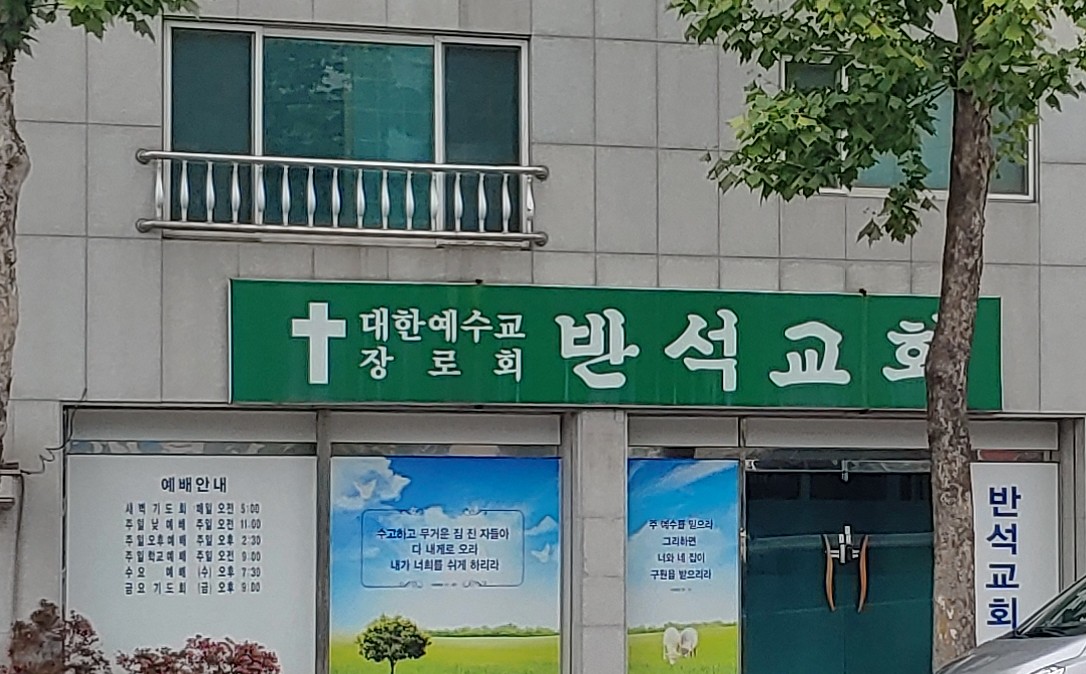 대한예수교
장로회
반석교회
예배안내
새벽기도회 매일 오전 5:00
주일낮예배 주일 오전 11:00
주일오후예배 주일 오후 2:30
주일학교예배 주일 오전 9:00
수요 예배 (수) 오후 7:30
금요기도회 (금) 오후 9:00
수고하고 무거운 짐 진 자들아
다 내게로 오라
내가 너희를 쉬게 하리라
주 예수를 믿으라
그리하면
너와 네 집이
구원을 받으리라
반석교회